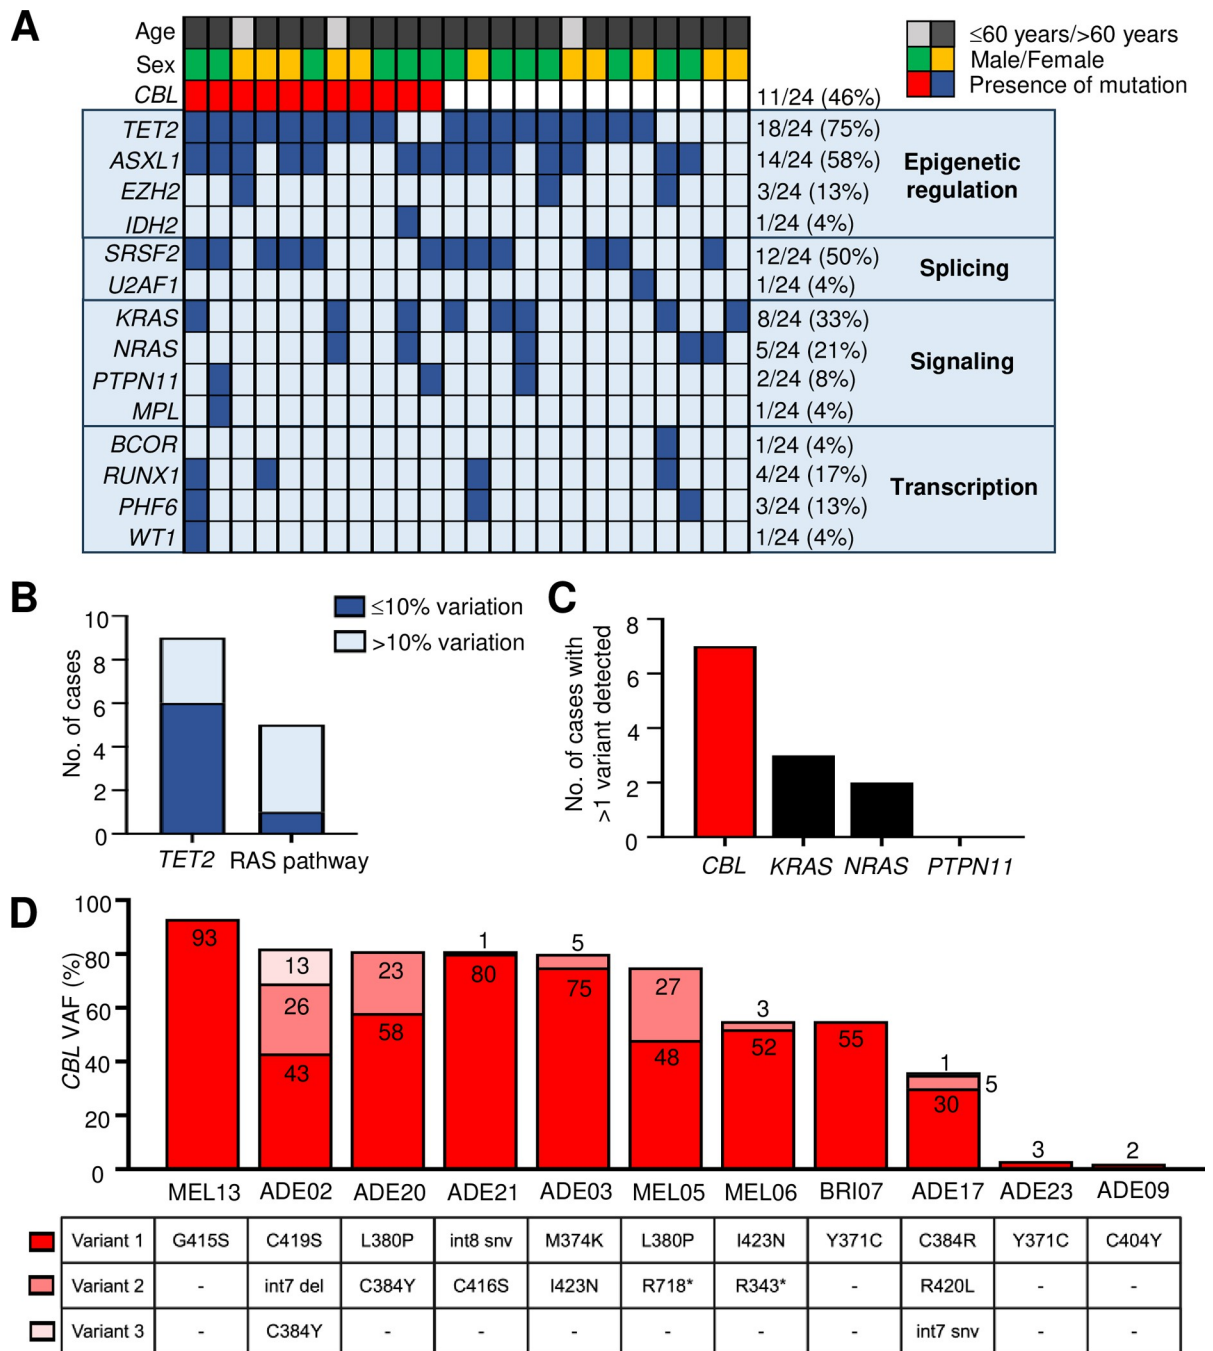 A
Age
≤60 years/>60 years
Sex
Male/Female
CBL 11/24 (46%)
Presence of mutation
TET2 18/24 (75%)
ASXL1 14/24 (58%)
EZH2 3/24 (13%)
IDH2 1/24 (4%)
Epigenetic
regulation
SRSF2 12/24 (50%)
U2AF1 1/24 (4%)
Splicing
KRAS 8/24 (33%)
NRAS 5/24 (21%)
PTPN11 2/24 (8%)
MPL 1/24 (4%)
Signaling
BCOR 1/24 (4%)
RUNX1 4/24 (17%)
PHF6 3/24 (13%)
WT1 1/24 (4%)
Transcription
B
≤10% variation
>10% variation
No. of cases
10
8
6
4
2
0
TET2 RAS pathway
C
No. of cases with
>1 variant detected
8
6
4
2
0
CBL KRAS NRAS PTPN11
D
CBL VAF (%)
100
80
60
40
20
0
93
13
26
43
23
58
1
80
5
75
27
48
3
52
55
1
5
30
3
2
MEL13 ADE02 ADE20 ADE21 ADE03 MEL05 MEL06 BRI07 ADE17 ADE23 ADE09
Variant 1 G415S C419S L380P int8 snv M374K L380P I423N Y371C C384R Y371C C404Y
Variant 2 - int7 del C384Y C416S I423N R718* R343* - R420L - -
Variant 3 - C384Y - - - - - - int7 snv - -